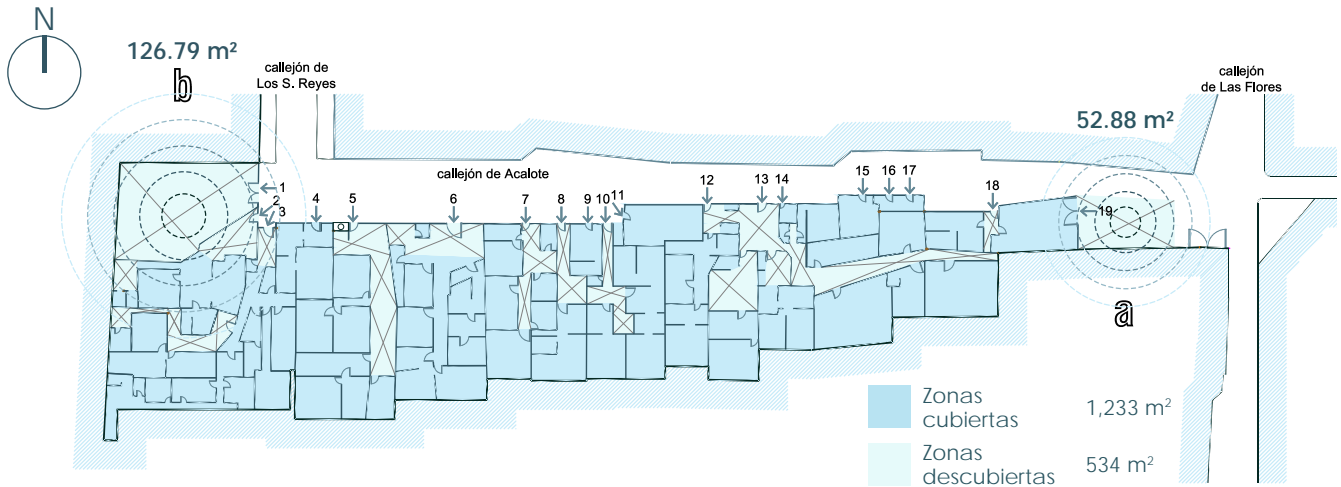 N
126.79 m²
b
callejón de
Los S. Reyes
callejón
de Las Flores
52.88 m²
callejón de Acalote
1
2
3
4
5
6
7
8
9
10
11
12
13
14
15
16
17
18
19
a
Zonas
cubiertas
1,233 m²
Zonas
descubiertas
534 m²